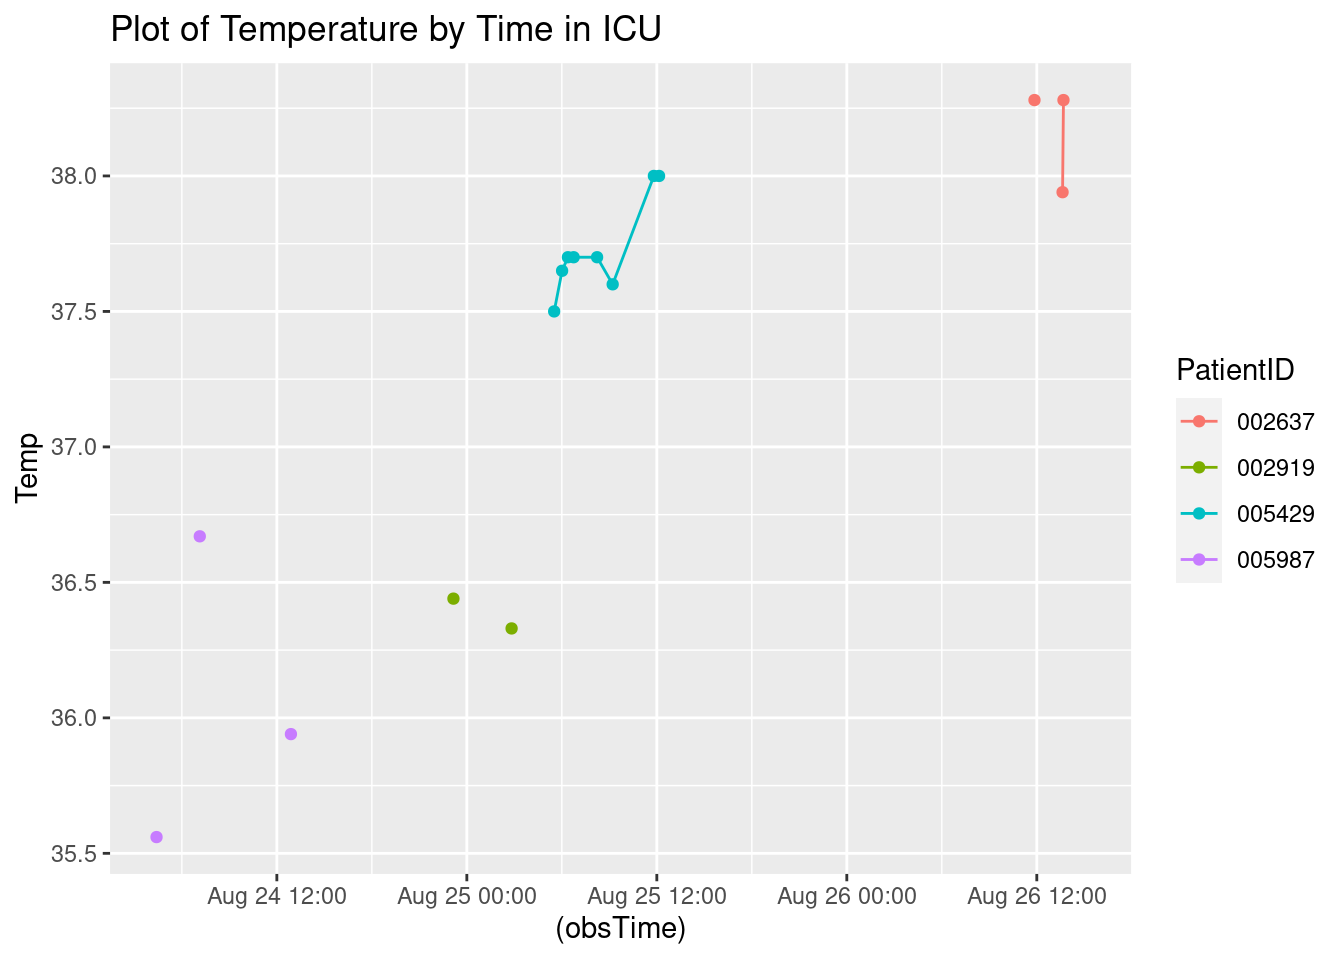 Plot of Temperature by Time in ICU
Temp
38.0
37.5
37.0
36.5
36.0
35.5
Aug 24 12:00 Aug 25 00:00 Aug 25 12:00 Aug 26 00:00 Aug 26 12:00
(obsTime)
PatientID
002637
002919
005429
005987